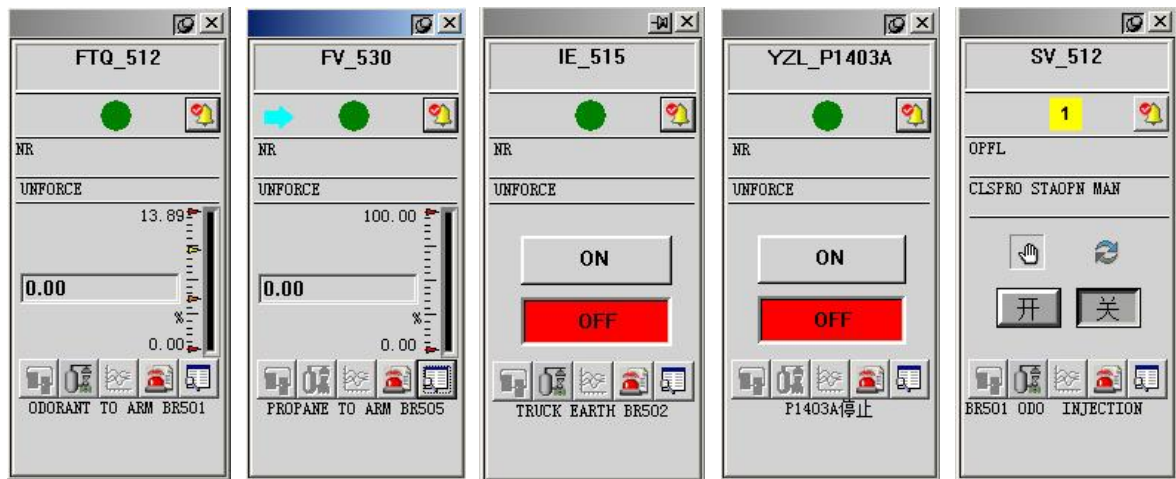 FTQ_512
NR
UNFORCE
13.89
0.00
%
0.00
ODORANT TO ARM BR501
FV_530
NR
UNFORCE
100.00
0.00
%
0.00
PROPANE TO ARM BR505
IE_515
NR
UNFORCE
ON
OFF
TRUCK EARTH BR502
YZL_P1403A
NR
UNFORCE
ON
OFF
P1403A停止
SV_512
1
OPFL
CLSPRO STAOPN MAN
开 关
BR501 ODO INJECTION